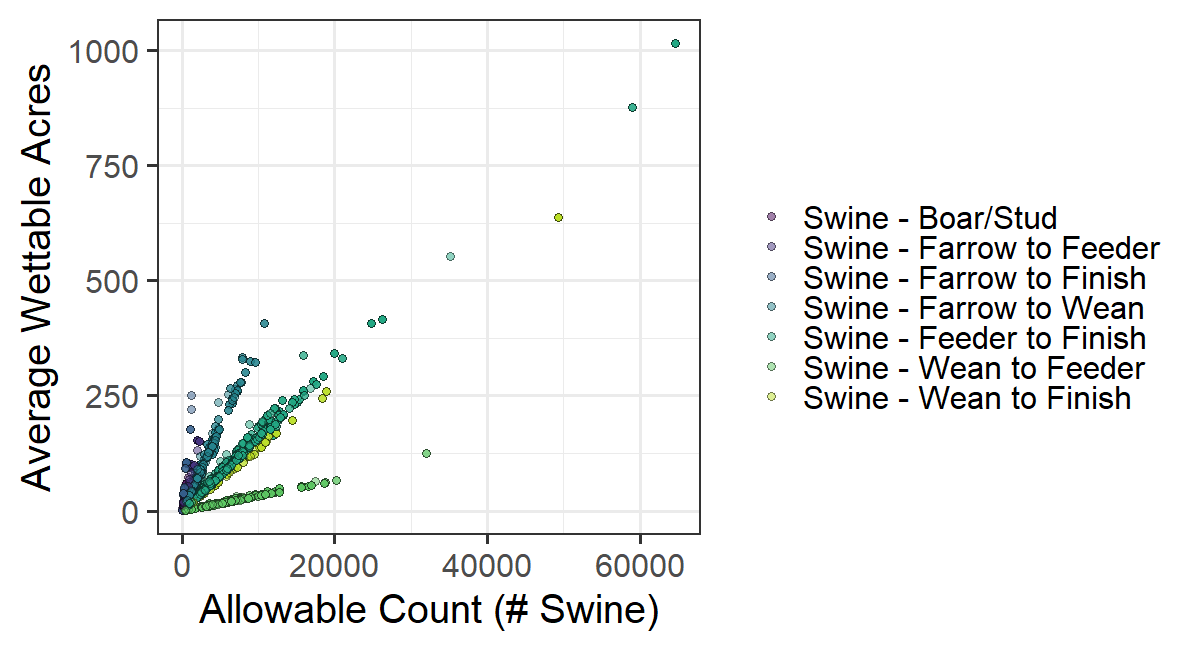 Average Wettable Acres
1000
750
500
250
0
0 20000 40000 60000
Allowable Count (# Swine)
Swine - Boar/Stud
Swine - Farrow to Feeder
Swine - Farrow to Finish
Swine - Farrow to Wean
Swine - Feeder to Finish
Swine - Wean to Feeder
Swine - Wean to Finish